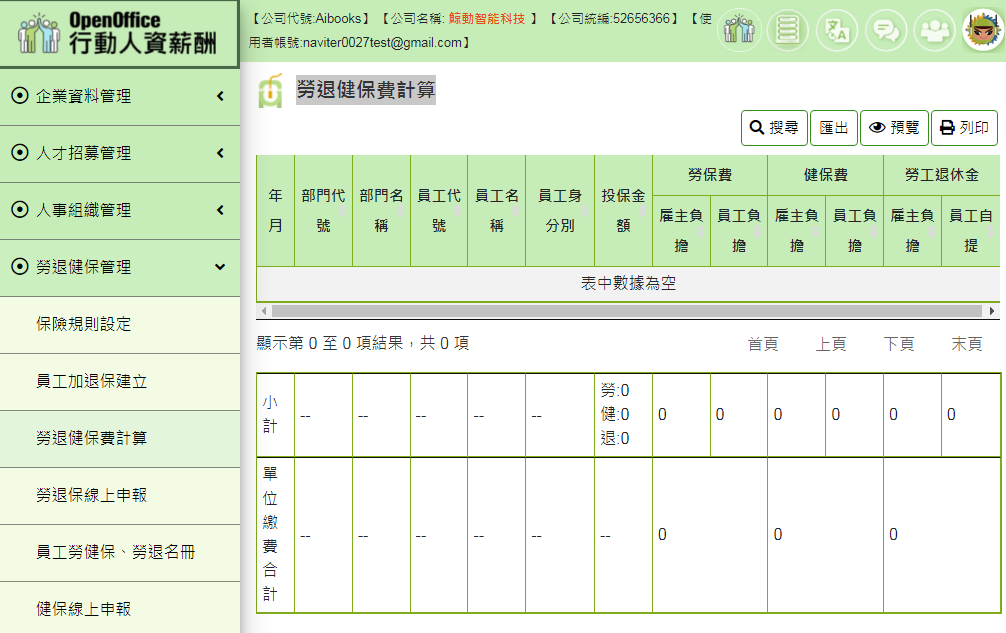 OpenOffice
行動人資薪酬
【公司代號:Aibooks】【公司名稱: 鯨動智能科技 】【公司統編:52656366】【使
用者帳號:naviter0027test@gmail.com】
企業資料管理
人才招募管理
人事組織管理
勞退健保管理
保險規則設定
員工加退保建立
勞退健保費計算
勞退保線上申報
員工勞健保、勞退名冊
健保線上申報
勞退健保費計算
搜尋 匯出 預覽 列印
年月 部門代號 部門名稱 員工代號 員工名稱 員工身分別 投保金額 勞保費 健保費 勞工退休金
雇主負擔 員工負擔 雇主負擔 員工負擔 雇主負擔 員工自提
表中數據為空
顯示第 0 至 0 項結果，共 0 項
首頁 上頁 下頁 末頁
小計 -- -- -- -- -- 勞:0 健:0 退:0 0 0 0 0 0 0
單位繳費合計 -- -- -- -- -- -- 0 0 0